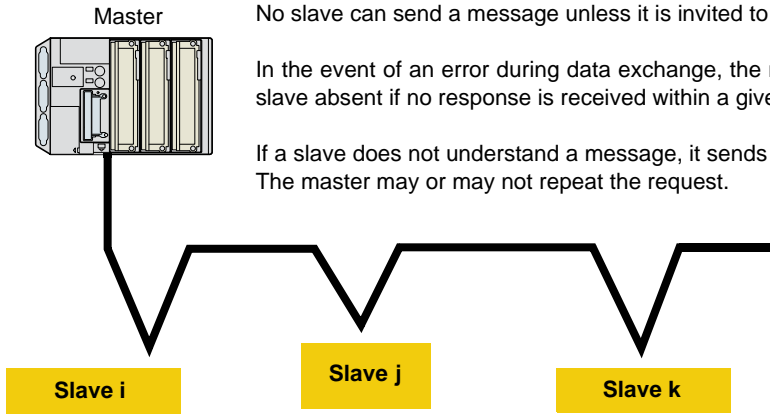 Master
No slave can send a message unless it is invited to
In the event of an error during data exchange, the
slave absent if no response is received within a
If a slave does not understand a message, it sends
The master may or may not repeat the request.
Slave i
Slave j
Slave k